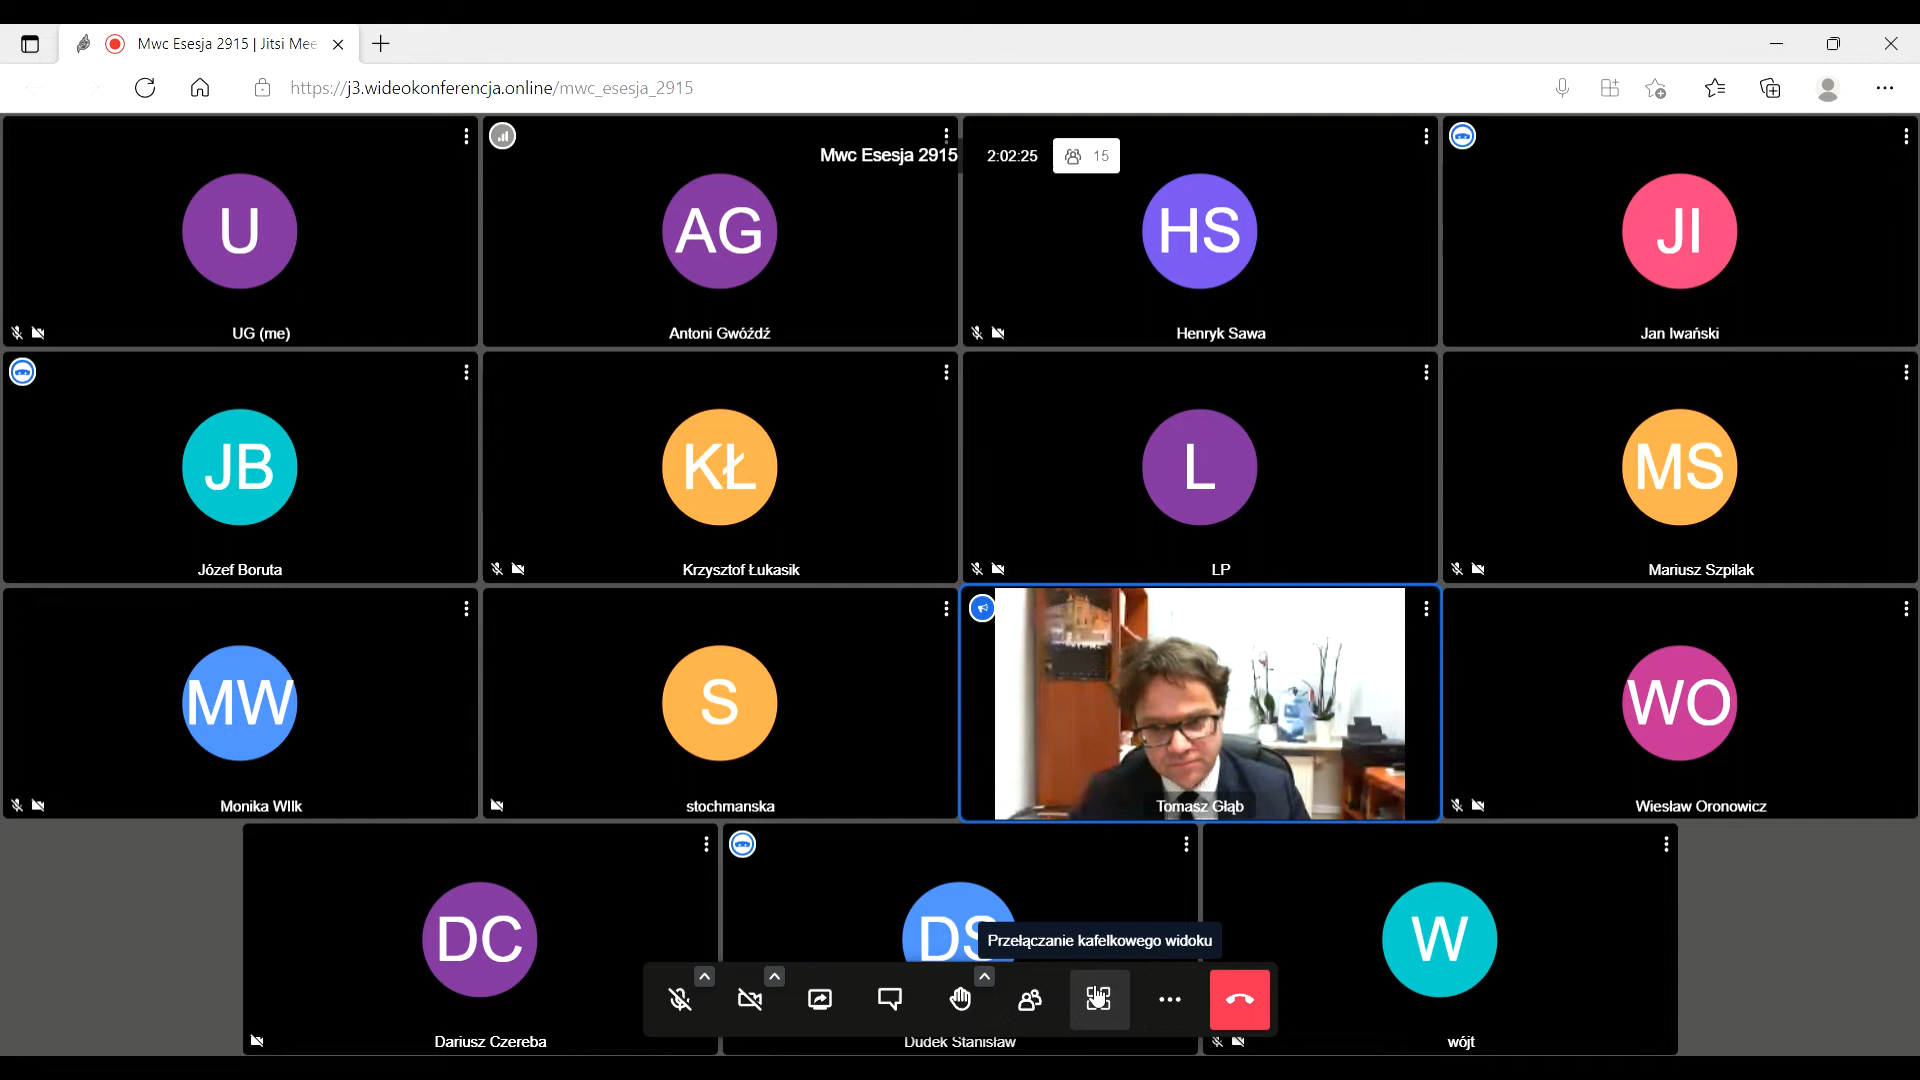 Mwc Esesja 2915 | Jitsi Mee
https://j3.wideokonferencja.online/mwc_esesja_2915
Mwc Esesja 2915
2:02:25
15
U
UG (me)
AG
Antoni Gwóźdź
HS
Henryk Sawa
JI
Jan Iwański
JB
Józef Boruta
KŁ
Krzysztof Łukasik
L
LP
MS
Mariusz Szpilak
MW
Monika WIlk
S
stochmanska
Tomasz Głąb
WO
Wiesław Oronowicz
DC
Dariusz Czereba
DS
Przełączanie kafelkowego widoku
Dudek Stanisław
W
wójt